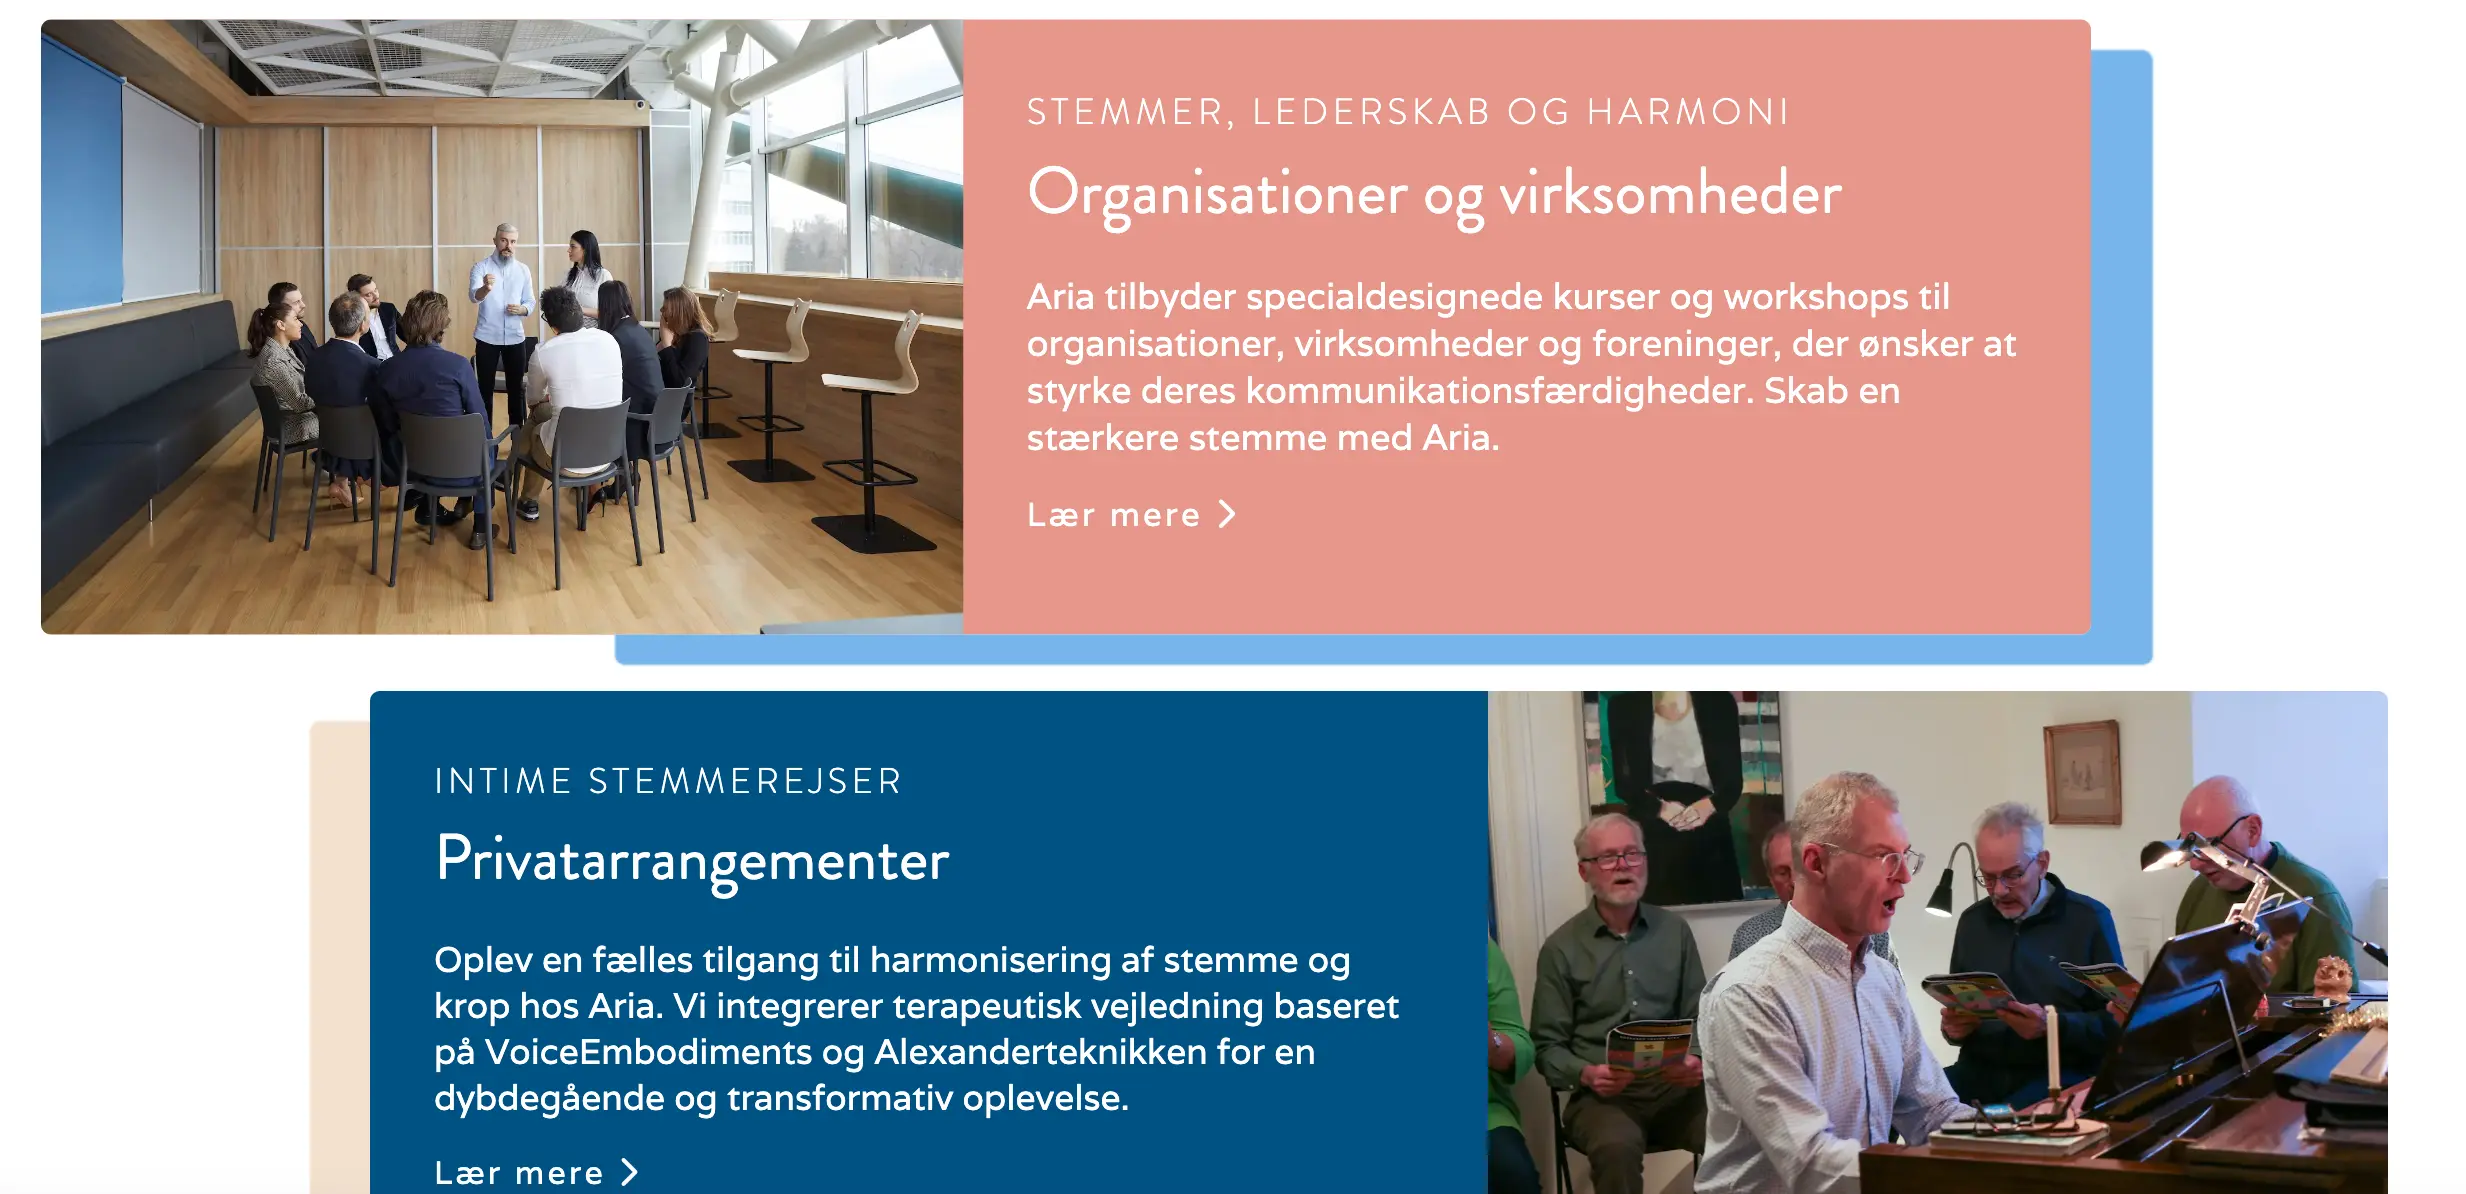 STEMMER, LEDERSKAB OG HARMONI
Organisationer og virksomheder
Aria tilbyder specialdesignede kurser og workshops til
organisationer, virksomheder og foreninger, der ønsker at
styrke deres kommunikationsfærdigheder. Skab en
stærkere stemme med Aria.
Lær mere
INTIME STEMMEREJSER
Privatarrangementer
Oplev en fælles tilgang til harmonisering af stemme og
krop hos Aria. Vi integrerer terapeutisk vejledning baseret
på VoiceEmbodiments og Alexanderteknikken for en
dybdegående og transformativ oplevelse.
Lær mere